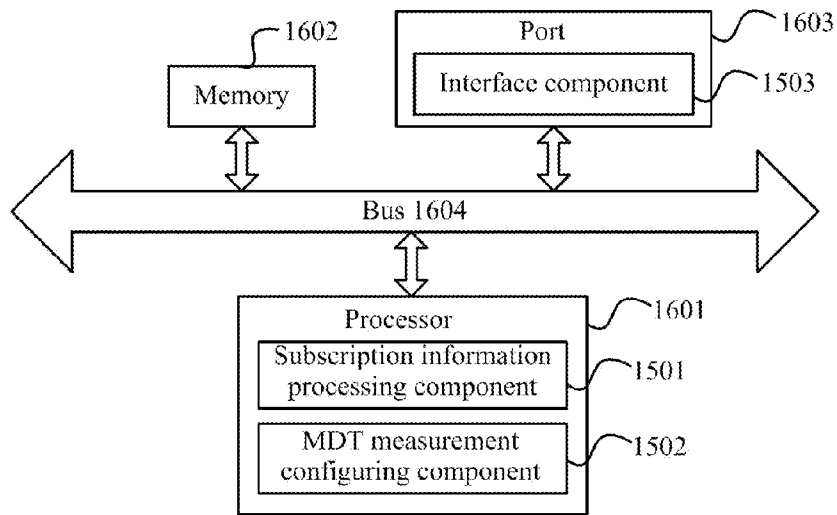 1602
Memory
Port
1603
Interface component
1503
Bus 1604
Processor
1601
Subscription information
processing component
1501
MDT measurement
configuring component
1502